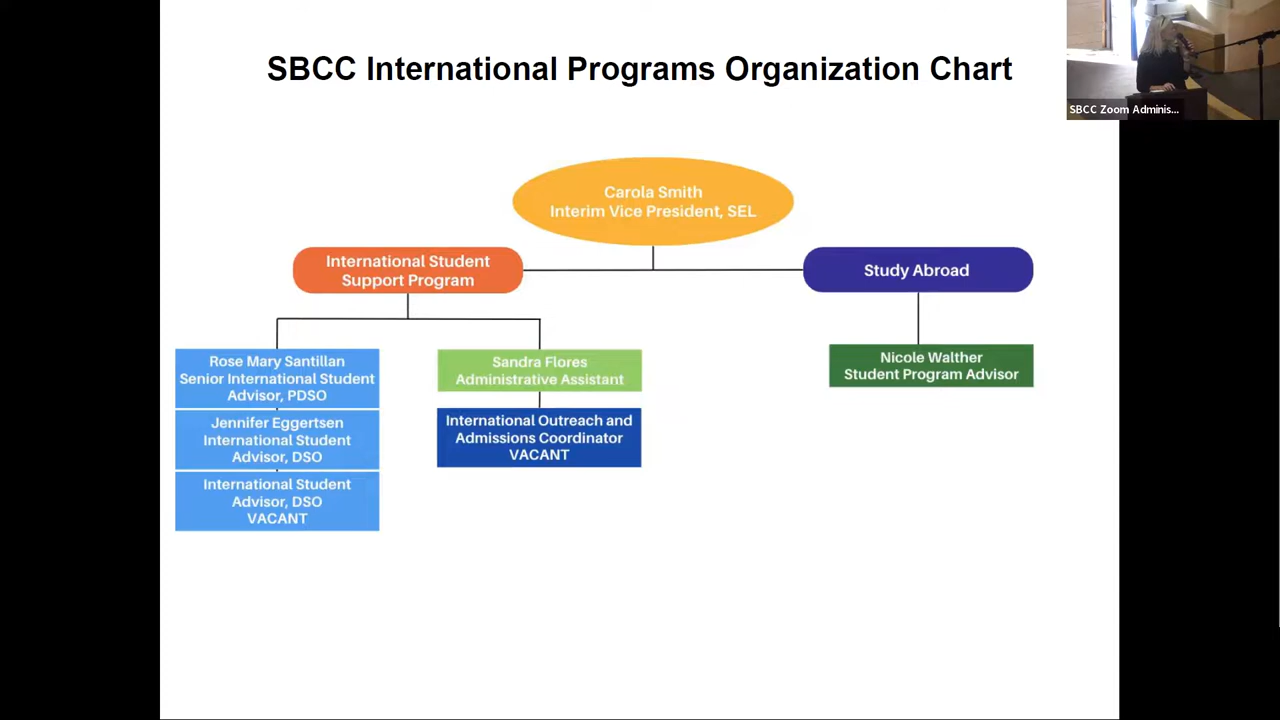 SBCC International Programs Organization Chart
SBCC Zoom Adminis...
Carola Smith
Interim Vice President, SEL
International Student
Support Program
Study Abroad
Rose Mary Santillan
Senior International Student
Advisor, PDSO
Jennifer Eggertsen
International Student
Advisor, DSO
International Student
Advisor, DSO
VACANT
Sandra Flores
Administrative Assistant
International Outreach and
Admissions Coordinator
VACANT
Nicole Walther
Student Program Advisor